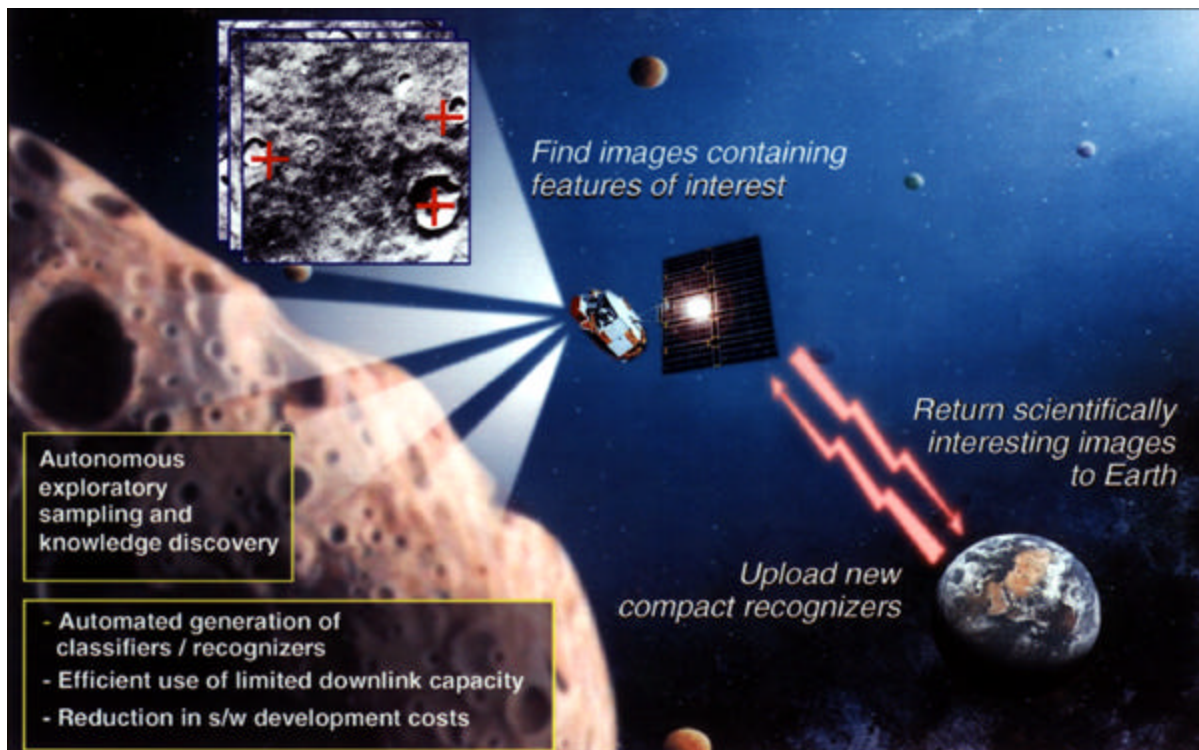 Find images containing
features of interest
Return scientifically
interesting images
to Earth
Upload new
compact recognizers
Autonomous
exploratory
sampling and
knowledge discovery
- Automated generation of
classifiers / recognizers
- Efficient use of limited downlink capacity
- Reduction in s/w development costs